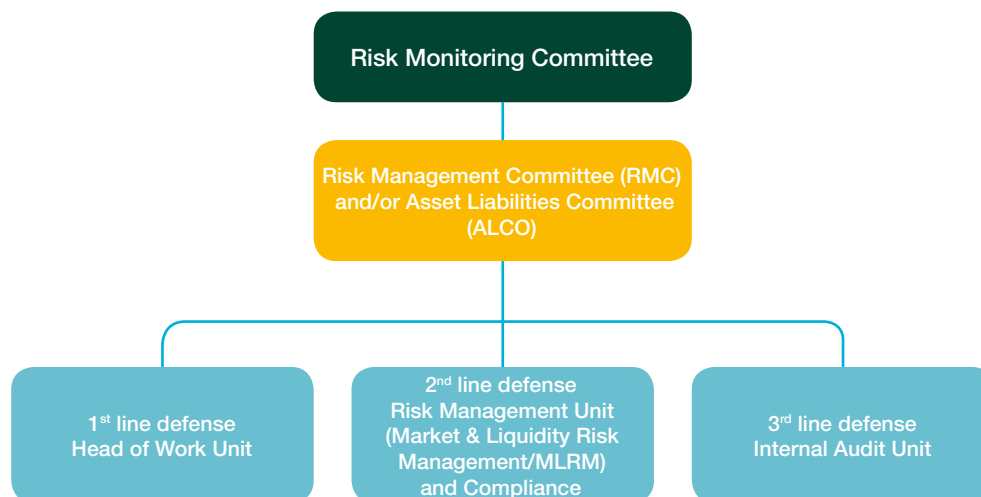 Risk Monitoring Committee
Risk Management Committee (RMC)
and/or Asset Liabilities Committee
(ALCO)
1st line defense
Head of Work Unit
2nd line defense
Risk Management Unit
(Market & Liquidity Risk
Management/MLRM)
and Compliance
3rd line defense
Internal Audit Unit